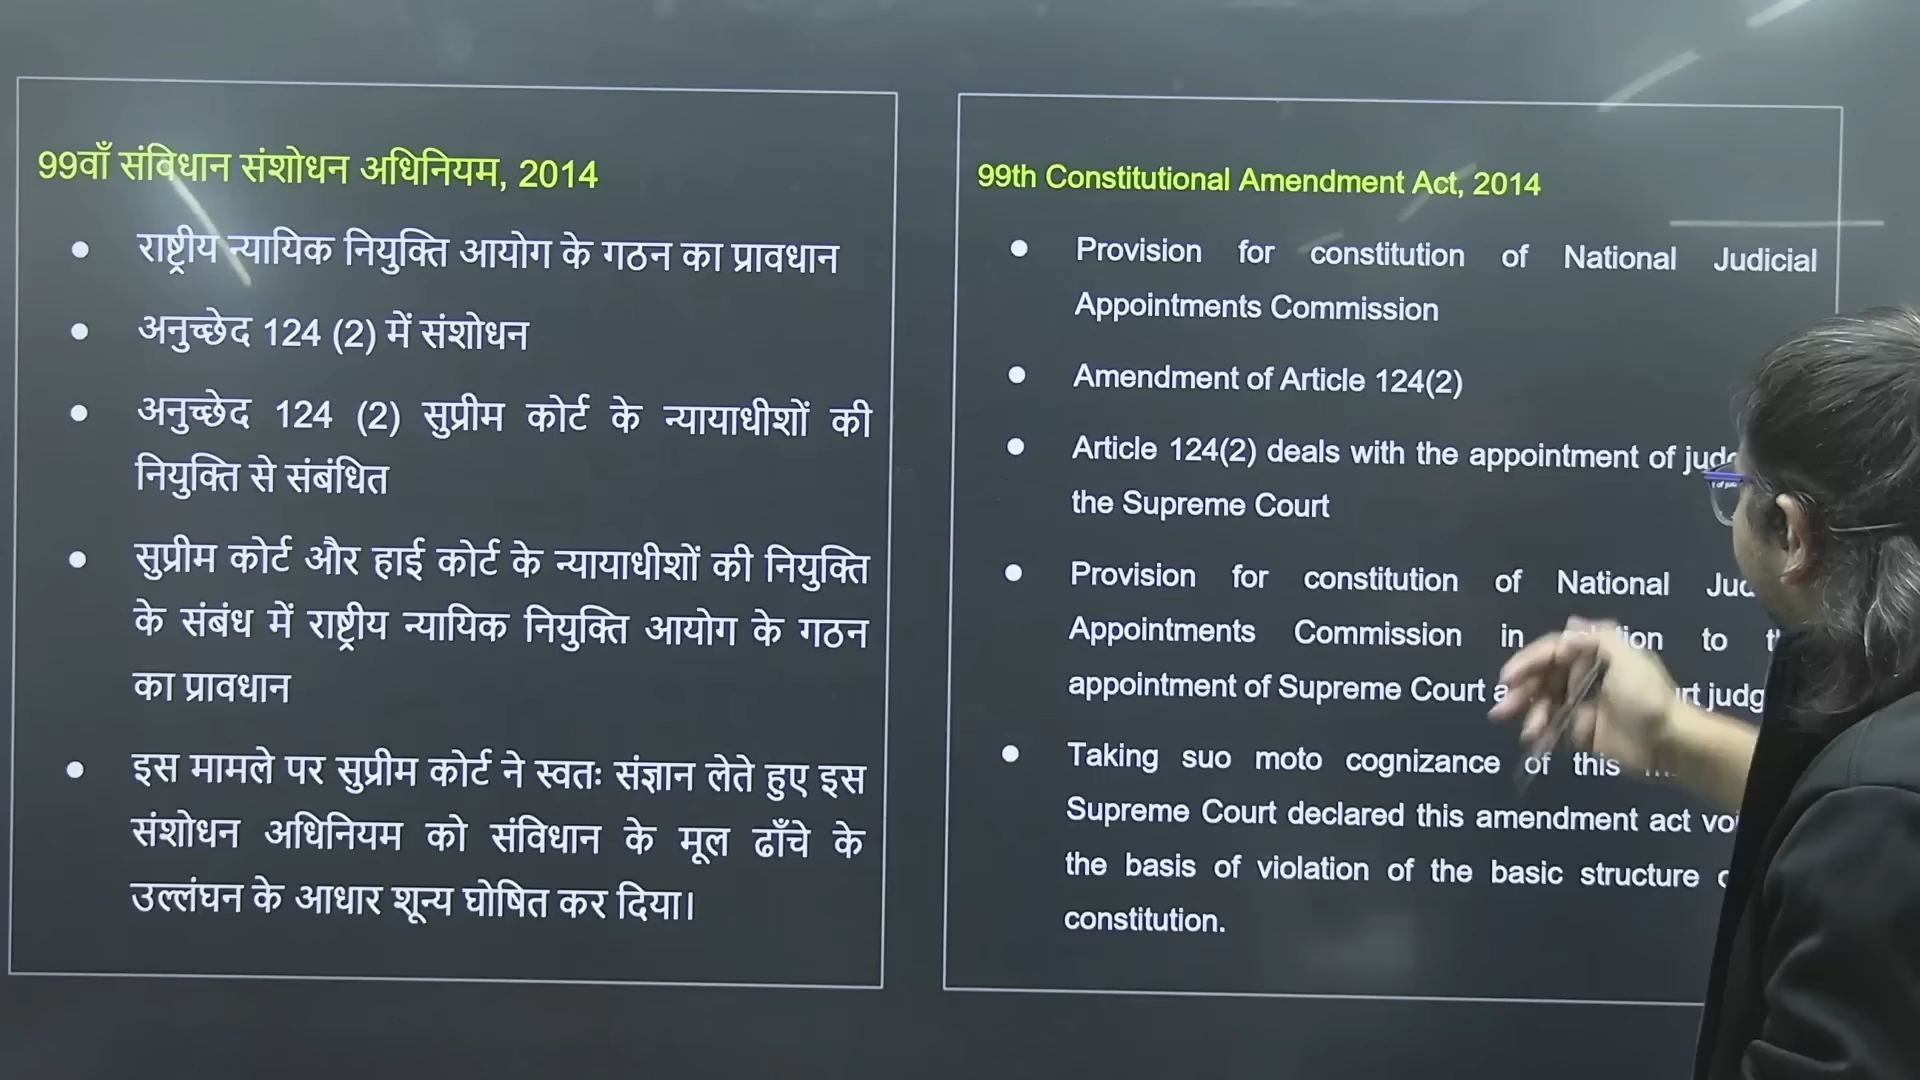 99वाँ संविधान संशोधन अधिनियम, 2014
● राष्ट्रीय न्यायिक नियुक्ति आयोग के गठन का प्रावधान
● अनुच्छेद 124 (2) में संशोधन
● अनुच्छेद 124 (2) सुप्रीम कोर्ट के न्यायाधीशों की
नियुक्ति से संबंधित
● सुप्रीम कोर्ट और हाई कोर्ट के न्यायाधीशों की नियुक्ति
के संबंध में राष्ट्रीय न्यायिक नियुक्ति आयोग के गठन
का प्रावधान
● इस मामले पर सुप्रीम कोर्ट ने स्वतः संज्ञान लेते हुए इस
संशोधन अधिनियम को संविधान के मूल ढाँचे के
उल्लंघन के आधार शून्य घोषित कर दिया।
99th Constitutional Amendment Act, 2014
● Provision for constitution of National Judicial
Appointments Commission
● Amendment of Article 124(2)
● Article 124(2) deals with the appointment of
the Supreme Court
● Provision for constitution of National
Appointments Commission in to
appointment of Supreme Court
● Taking suo moto cognizance of this
Supreme Court declared this amendment act
the basis of violation of the basic structure
constitution.